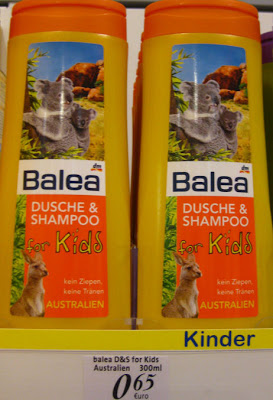 Balea
DUSCHE &
SHAMPOO
for Kids
kein Ziepen,
keine Tränen
AUSTRALIEN
Balea
DUSCHE &
SHAMPOO
for Kids
kein Ziepen,
keine Tränen
AUSTRALIEN
Kinder
balea D&S for Kids
Australien 300ml
0 65
€uro